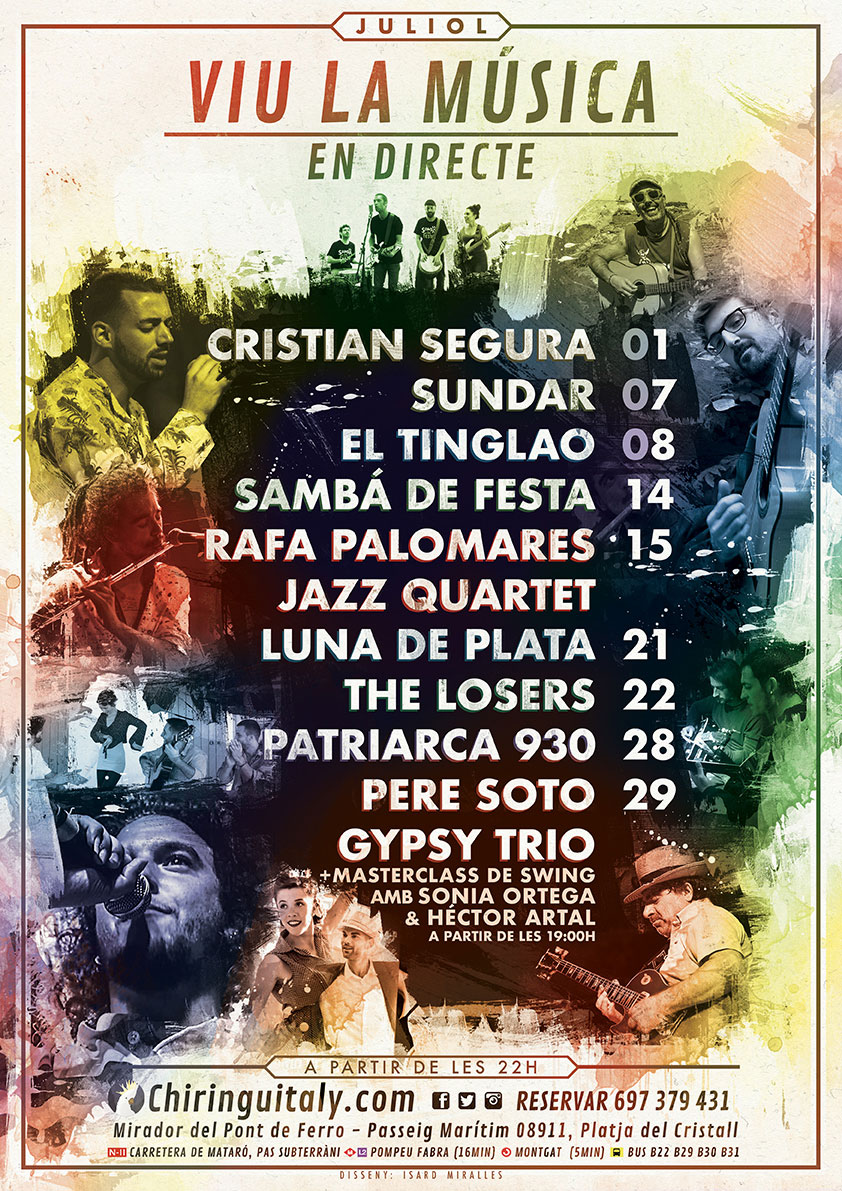 JULIOL
VIU LA MÚSICA
EN DIRECTE
CRISTIAN SEGURA 01
SUNDAR 07
EL TINGLAO 08
SAMBÁ DE FESTA 14
RAFA PALOMARES 15
JAZZ QUARTET
LUNA DE PLATA 21
THE LOSERS 22
PATRIARCA 930 28
PERE SOTO 29
GYPSY TRIO
+MASTERCLASS DE SWING
AMB SONIA ORTEGA
& HÉCTOR ARTAL
A PARTIR DE LES 19:00H
A PARTIR DE LES 22H
Chiringuitaly.com RESERVAR 697 379 431
Mirador del Pont de Ferro - Passeig Marítim 08911, Platja del Cristall
N-II CARRETERA DE MATARÓ, PAS SUBTERRÀNI L2 POMPEU FABRA (16MIN) MONTGAT (5MIN) BUS B22 B29 B30 B31
DISSENY: ISARD MIRALLES